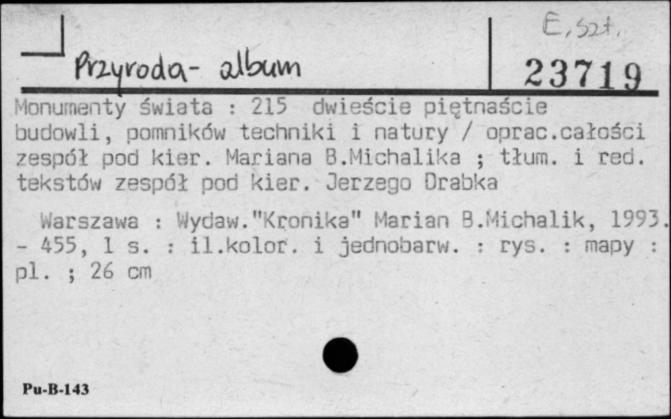 E, szt.
Przyroda- album
23719
Monumenty świata : 215 dwieście piętnaście
budowli, pomników techniki i natury / oprac.całości
zespół pod kier. Mariana B.Michalika ; tłum. i red.
tekstów zespół pod kier. Jerzego Drabka
Warszawa : Wydaw."Kronika" Marian B.Michalik, 1993.
- 455, 1 s. : il.kolor. i jednobarw. : rys. : mapy :
pl. ; 26 cm
Pu-B-143